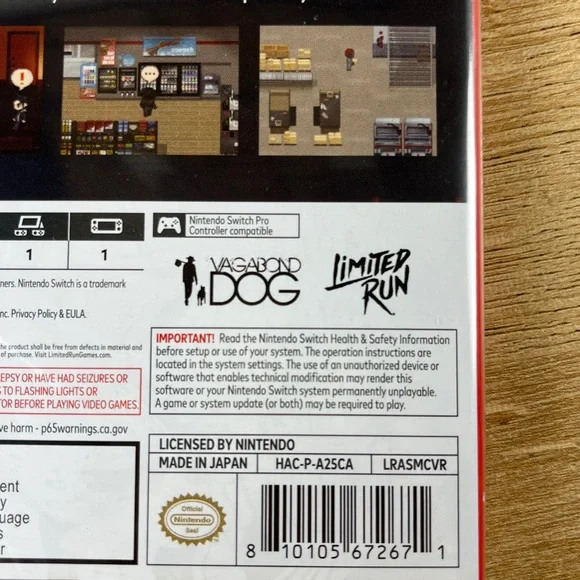 Nintendo Switch Pro
Controller compatible
1
1
VAGABOND
DOG
LIMITED
RUN
ners. Nintendo Switch is a trademark
nc. Privacy Policy & EULA.
the product shall be free from defects in material and
of purchase. Visit LimitedRunGames.com.
EPSY OR HAVE HAD SEIZURES OR
S TO FLASHING LIGHTS OR
TOR BEFORE PLAYING VIDEO GAMES.
ve harm - p65warnings.ca.gov
IMPORTANT! Read the Nintendo Switch Health & Safety Information
before setup or use of your system. The operation instructions are
located in the system settings. The use of an unauthorized device or
software that enables technical modification may render this
software or your Nintendo Switch system permanently unplayable.
A game or system update (or both) may be required to play.
ent
y
uage
s
r
LICENSED BY NINTENDO
MADE IN JAPAN HAC-P-A25CA LRASMCVR
Official
Nintendo
Seal
8 10105 67267 1